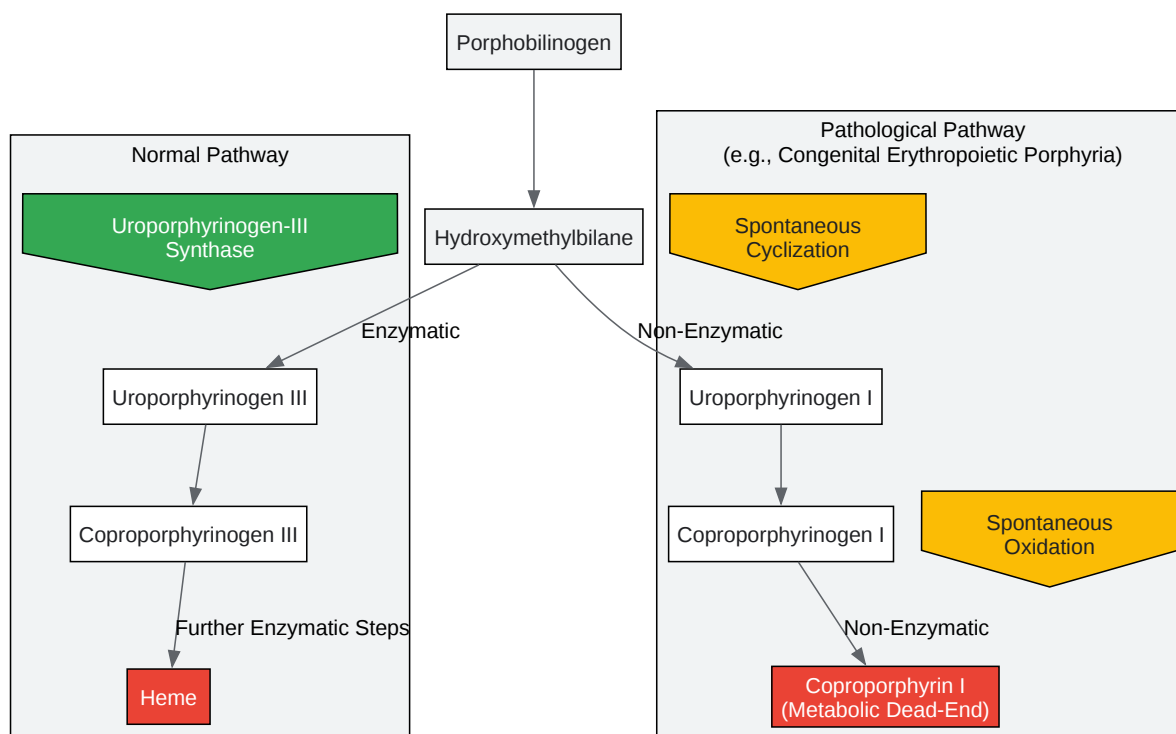 Porphobilinogen
Normal Pathway
Pathological Pathway
(e.g., Congenital Erythropoietic Porphyria)
Uroporphyrinogen-III
Synthase
Hydroxymethylbilane
Spontaneous
Cyclization
Enzymatic
Non-Enzymatic
Uroporphyrinogen III
Uroporphyrinogen I
Coproporphyrinogen III
Coproporphyrinogen I
Spontaneous
Oxidation
Further Enzymatic Steps
Non-Enzymatic
Heme
Coproporphyrin I
(Metabolic Dead-End)